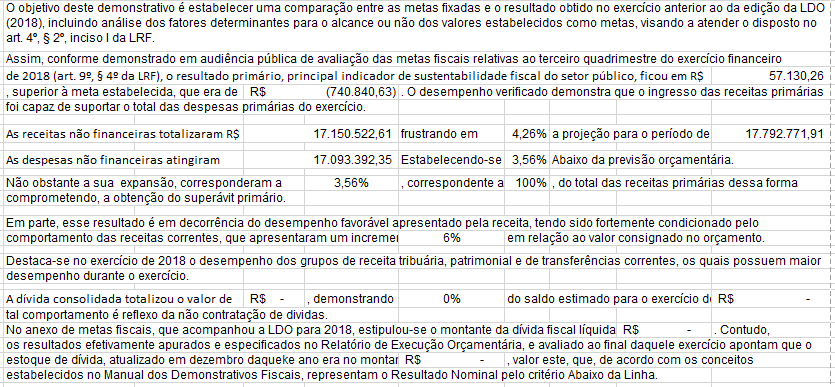 O objetivo deste demonstrativo é estabelecer uma comparação entre as metas fixadas e o resultado obtido no exercício anterior ao da edição da LDO
(2018), incluindo análise dos fatores determinantes para o alcance ou não dos valores estabelecidos como metas, visando a atender o disposto no
art. 4º, § 2º, inciso I da LRF.
Assim, conforme demonstrado em audiência pública de avaliação das metas fiscais relativas ao terceiro quadrimestre do exercício financeiro
de 2018 (art. 9º, § 4º da LRF), o resultado primário, principal indicador de sustentabilidade fiscal do setor público, ficou em R$ 57.130,26
, superior à meta estabelecida, que era de R$ (740.840,63) . O desempenho verificado demonstra que o ingresso das receitas primárias
foi capaz de suportar o total das despesas primárias do exercício.
As receitas não financeiras totalizaram R$ 17.150.522,61 frustrando em 4,26% a projeção para o período de 17.792.771,91
As despesas não financeiras atingiram 17.093.392,35 Estabelecendo-se 3,56% Abaixo da previsão orçamentária.
Não obstante a sua expansão, corresponderam a 3,56% , correspondente a 100% , do total das receitas primárias dessa forma
comprometendo, a obtenção do superávit primário.
Em parte, esse resultado é em decorrência do desempenho favorável apresentado pela receita, tendo sido fortemente condicionado pelo
comportamento das receitas correntes, que apresentaram um incremen 6% em relação ao valor consignado no orçamento.
Destaca-se no exercício de 2018 o desempenho dos grupos de receita tribuária, patrimonial e de transferências correntes, os quais possuem maior
desempenho durante o exercício.
A dívida consolidada totalizou o valor de R$ - , demonstrando 0% do saldo estimado para o exercício de R$ -
tal comportamento é reflexo da não contratação de dividas.
No anexo de metas fiscais, que acompanhou a LDO para 2018, estipulou-se o montante da dívida fiscal líquida R$ - . Contudo,
os resultados efetivamente apurados e especificados no Relatório de Execução Orçamentária, e avaliado ao final daquele exercício apontam que o
estoque de dívida, atualizado em dezembro daqueke ano era no montan R$ - , valor este, que, de acordo com os conceitos
estabelecidos no Manual dos Demonstrativos Fiscais, representam o Resultado Nominal pelo critério Abaixo da Linha.